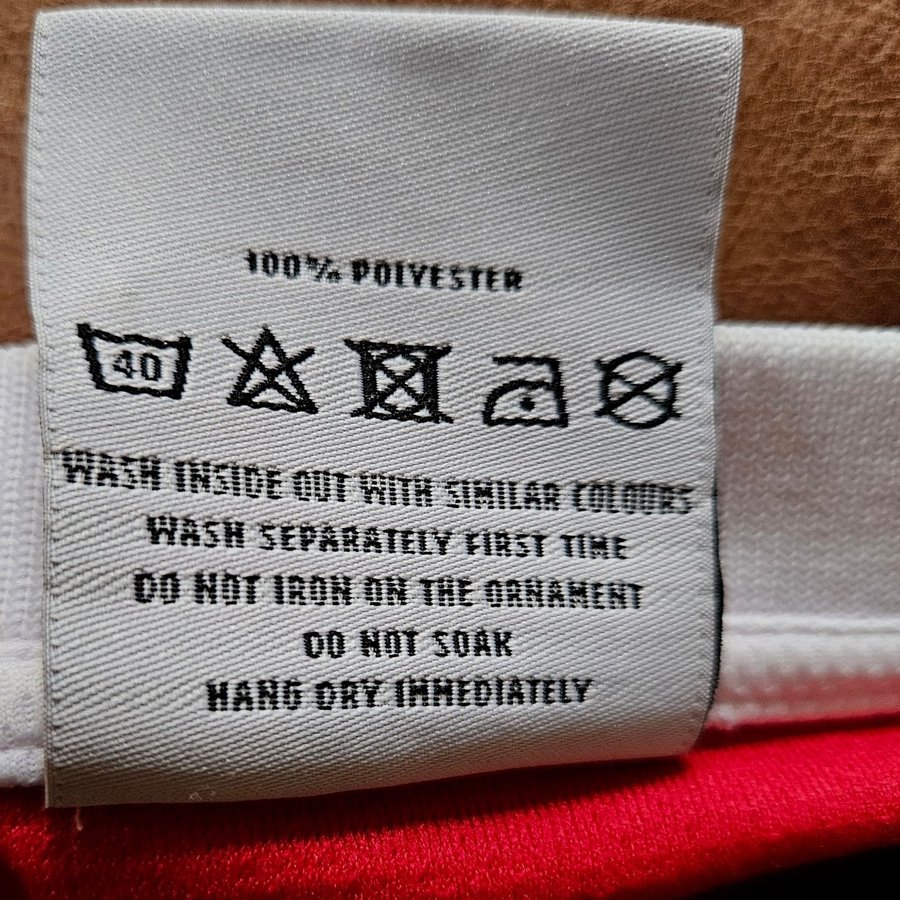 100% POLYESTER
40
WASH INSIDE OUT WITH SIMILAR COLOURS
WASH SEPARATELY FIRST TIME
DO NOT IRON ON THE ORNAMENT
DO NOT SOAK
HANG DRY IMMEDIATELY